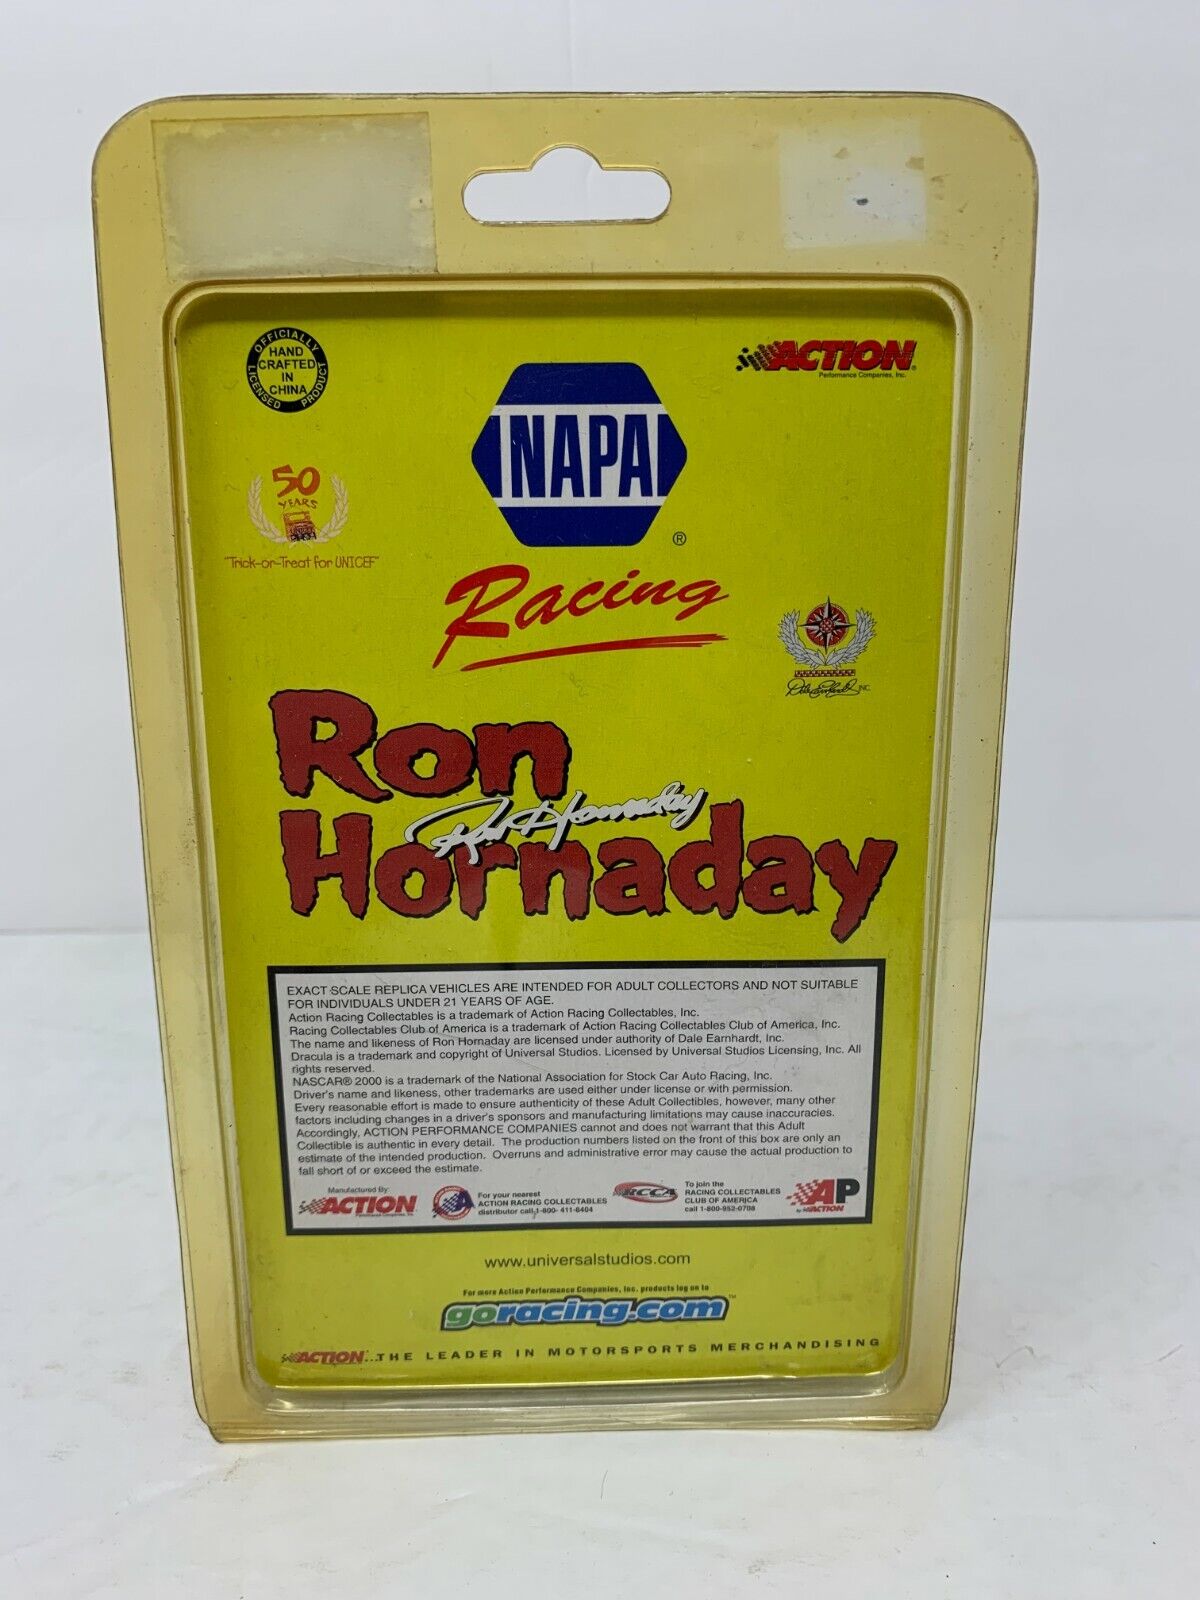 OFFICIALLY
HAND
CRAFTED
IN
CHINA
LICENSED PRODUCT
ACTION®
Performance Companies, Inc.
NAPA
®
50
YEARS
"Trick-or-Treat for UNICEF"
Racing
Dale Earnhardt, INC.
Ron
Ron Hornaday
Hornaday
EXACT SCALE REPLICA VEHICLES ARE INTENDED FOR ADULT COLLECTORS AND NOT SUITABLE
FOR INDIVIDUALS UNDER 21 YEARS OF AGE.
Action Racing Collectables is a trademark of Action Racing Collectables, Inc.
Racing Collectables Club of America is a trademark of Action Racing Collectables Club of America, Inc.
The name and likeness of Ron Hornaday are licensed under authority of Dale Earnhardt, Inc.
Dracula is a trademark and copyright of Universal Studios. Licensed by Universal Studios Licensing, Inc. All
rights reserved.
NASCAR® 2000 is a trademark of the National Association for Stock Car Auto Racing, Inc.
Driver's name and likeness, other trademarks are used either under license or with permission.
Every reasonable effort is made to ensure authenticity of these Adult Collectibles, however, many other
factors including changes in a driver's sponsors and manufacturing limitations may cause inaccuracies.
Accordingly, ACTION PERFORMANCE COMPANIES cannot and does not warrant that this Adult
Collectible is authentic in every detail. The production numbers listed on the front of this box are only an
estimate of the intended production. Overruns and administrative error may cause the actual production to
fall short of or exceed the estimate.
Manufactured By:
ACTION
Performance Companies, Inc.
A
For your nearest
ACTION RACING COLLECTABLES
distributor call 1-800- 411-8404
RCCA
To join the
RACING COLLECTABLES
CLUB OF AMERICA
call 1-800-952-0708
AP
by ACTION
www.universalstudios.com
For more Action Performance Companies, Inc. products log on to
goracing.com™
ACTION...THE LEADER IN MOTORSPORTS MERCHANDISING